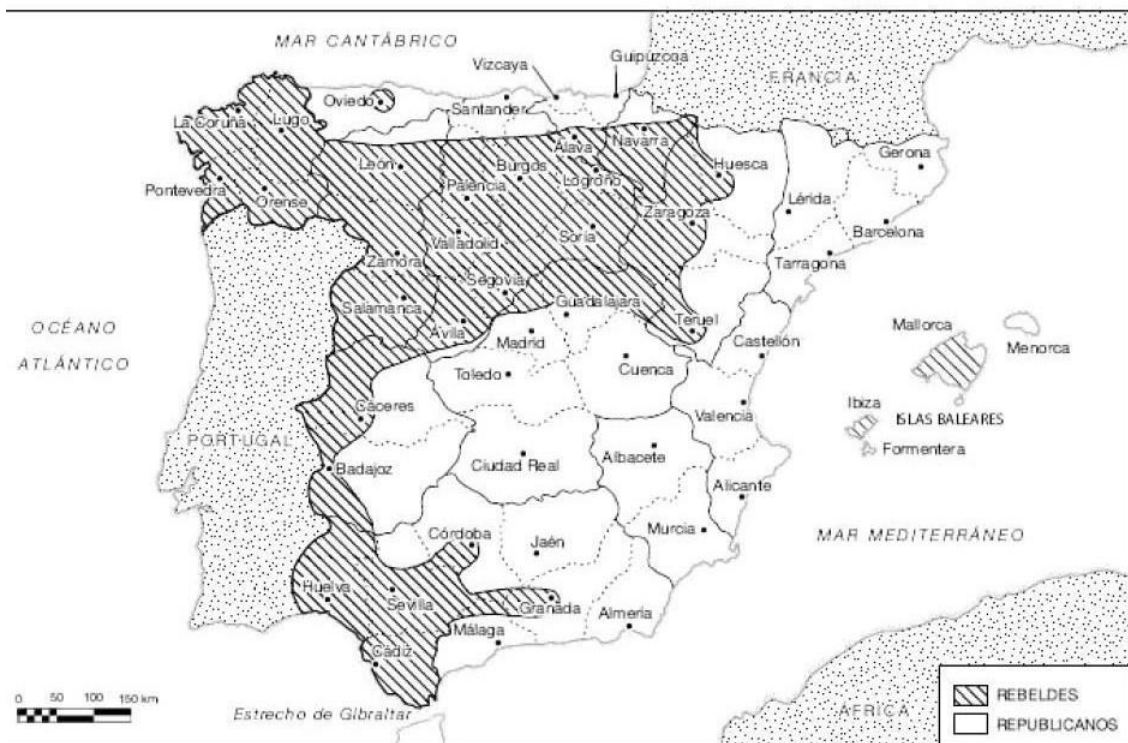 MAR CANTÁBRICO
Vizcaya
Guipúzcoa
FRANCIA
Oviedo
Santander
La Coruña
Lugo
Álava
Navarra
León
Burgos
Huesca
Gerona
Pontevedra
Orense
Palencia
Logroño
Lérida
Zaragoza
Barcelona
Valladolid
Soria
Zamora
Tarragona
Segovia
Salamanca
Guadalajara
OCÉANO
ATLÁNTICO
Ávila
Teruel
Mallorca
Menorca
Madrid
Castellón
Toledo
Cuenca
Cáceres
Valencia
Ibiza
ISLAS BALEARES
PORTUGAL
Formentera
Badajoz
Ciudad Real
Albacete
Alicante
Córdoba
Jaén
Murcia
MAR MEDITERRÁNEO
Huelva
Sevilla
Granada
Almería
Málaga
Cádiz
0 50 100 150 km
Estrecho de Gibraltar
AFRICA
REBELDES
REPUBLICANOS